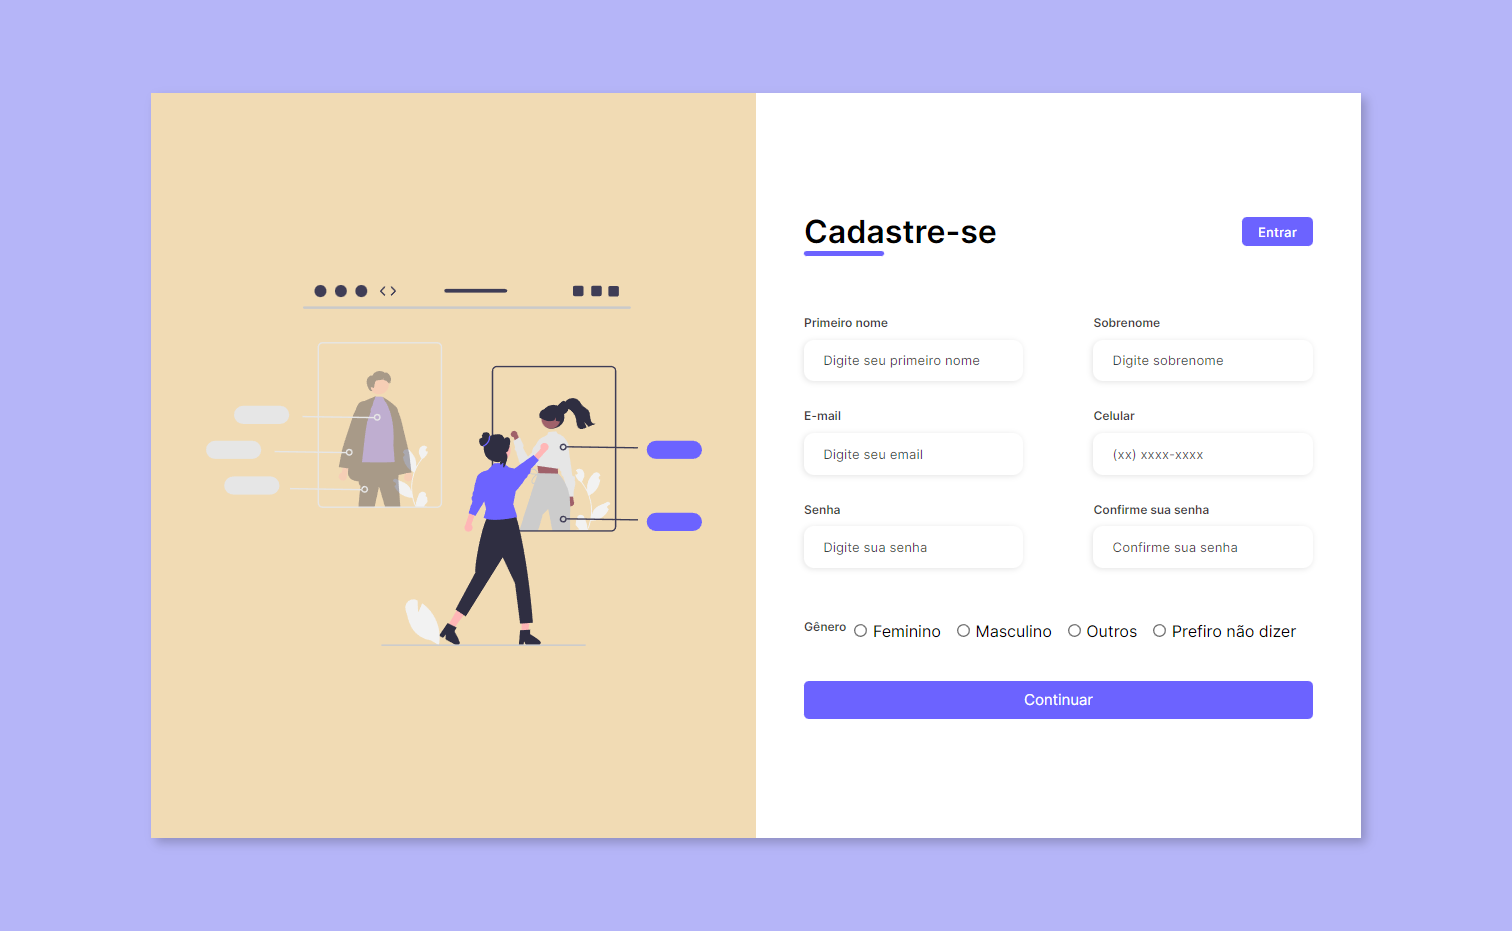 Cadastre-se
Entrar
Primeiro nome
Sobrenome
Digite seu primeiro nome
Digite sobrenome
E-mail
Celular
Digite seu email
(xx) xxxx-xxxx
Senha
Confirme sua senha
Digite sua senha
Confirme sua senha
Gênero Feminino Masculino Outros Prefiro não dizer
Continuar